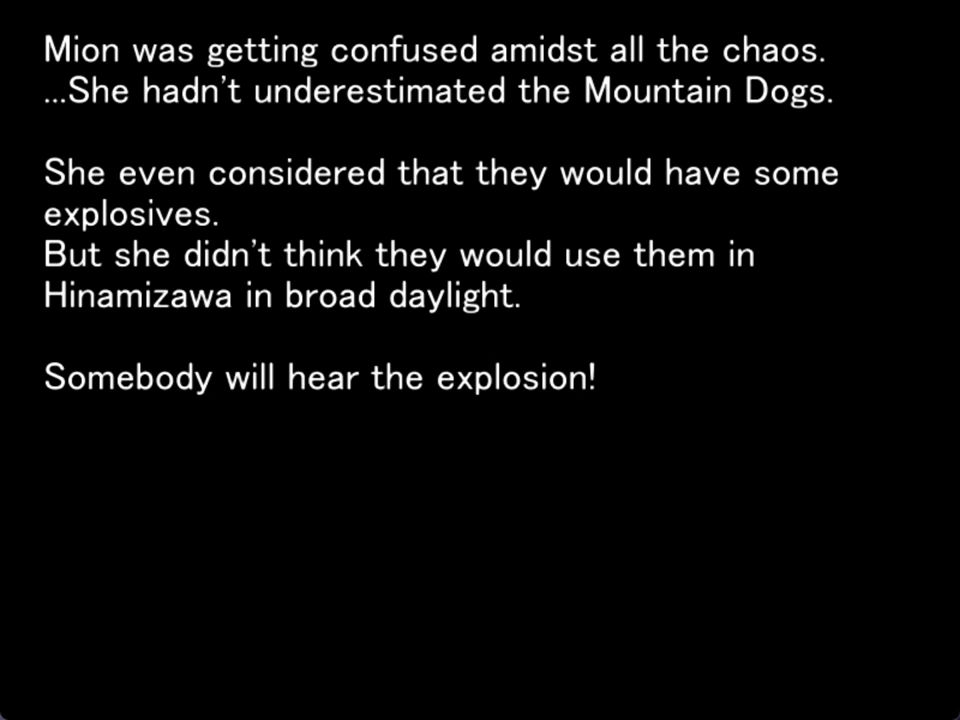 Mion was getting confused amidst all the chaos.
...She hadn't underestimated the Mountain Dogs.
She even considered that they would have some
explosives.
But she didn't think they would use them in
Hinamizawa in broad daylight.
Somebody will hear the explosion!